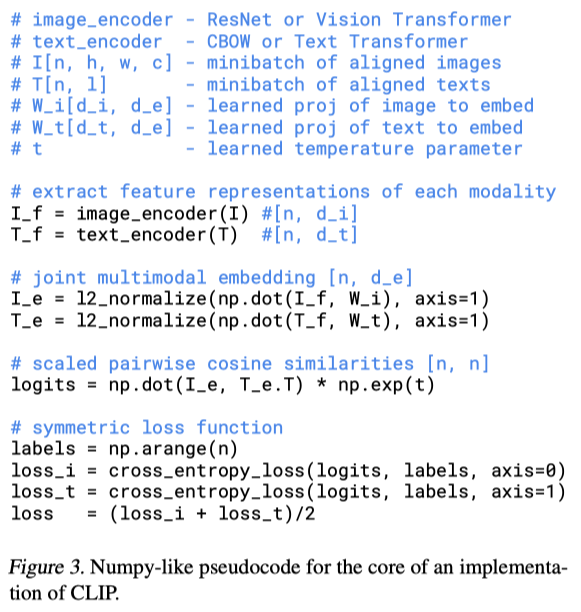 # image_encoder - ResNet or Vision Transformer
# text_encoder  - CBOW or Text Transformer
# I[n, h, w, c] - minibatch of aligned images
# T[n, l]       - minibatch of aligned texts
# W_i[d_i, d_e] - learned proj of image to embed
# W_t[d_t, d_e] - learned proj of text to embed
# t             - learned temperature parameter

# extract feature representations of each modality
I_f = image_encoder(I) #[n, d_i]
T_f = text_encoder(T)  #[n, d_t]

# joint multimodal embedding [n, d_e]
I_e = l2_normalize(np.dot(I_f, W_i), axis=1)
T_e = l2_normalize(np.dot(T_f, W_t), axis=1)

# scaled pairwise cosine similarities [n, n]
logits = np.dot(I_e, T_e.T) * np.exp(t)

# symmetric loss function
labels = np.arange(n)
loss_i = cross_entropy_loss(logits, labels, axis=0)
loss_t = cross_entropy_loss(logits, labels, axis=1)
loss   = (loss_i + loss_t)/2

Figure 3. Numpy-like pseudocode for the core of an implementa-
tion of CLIP.